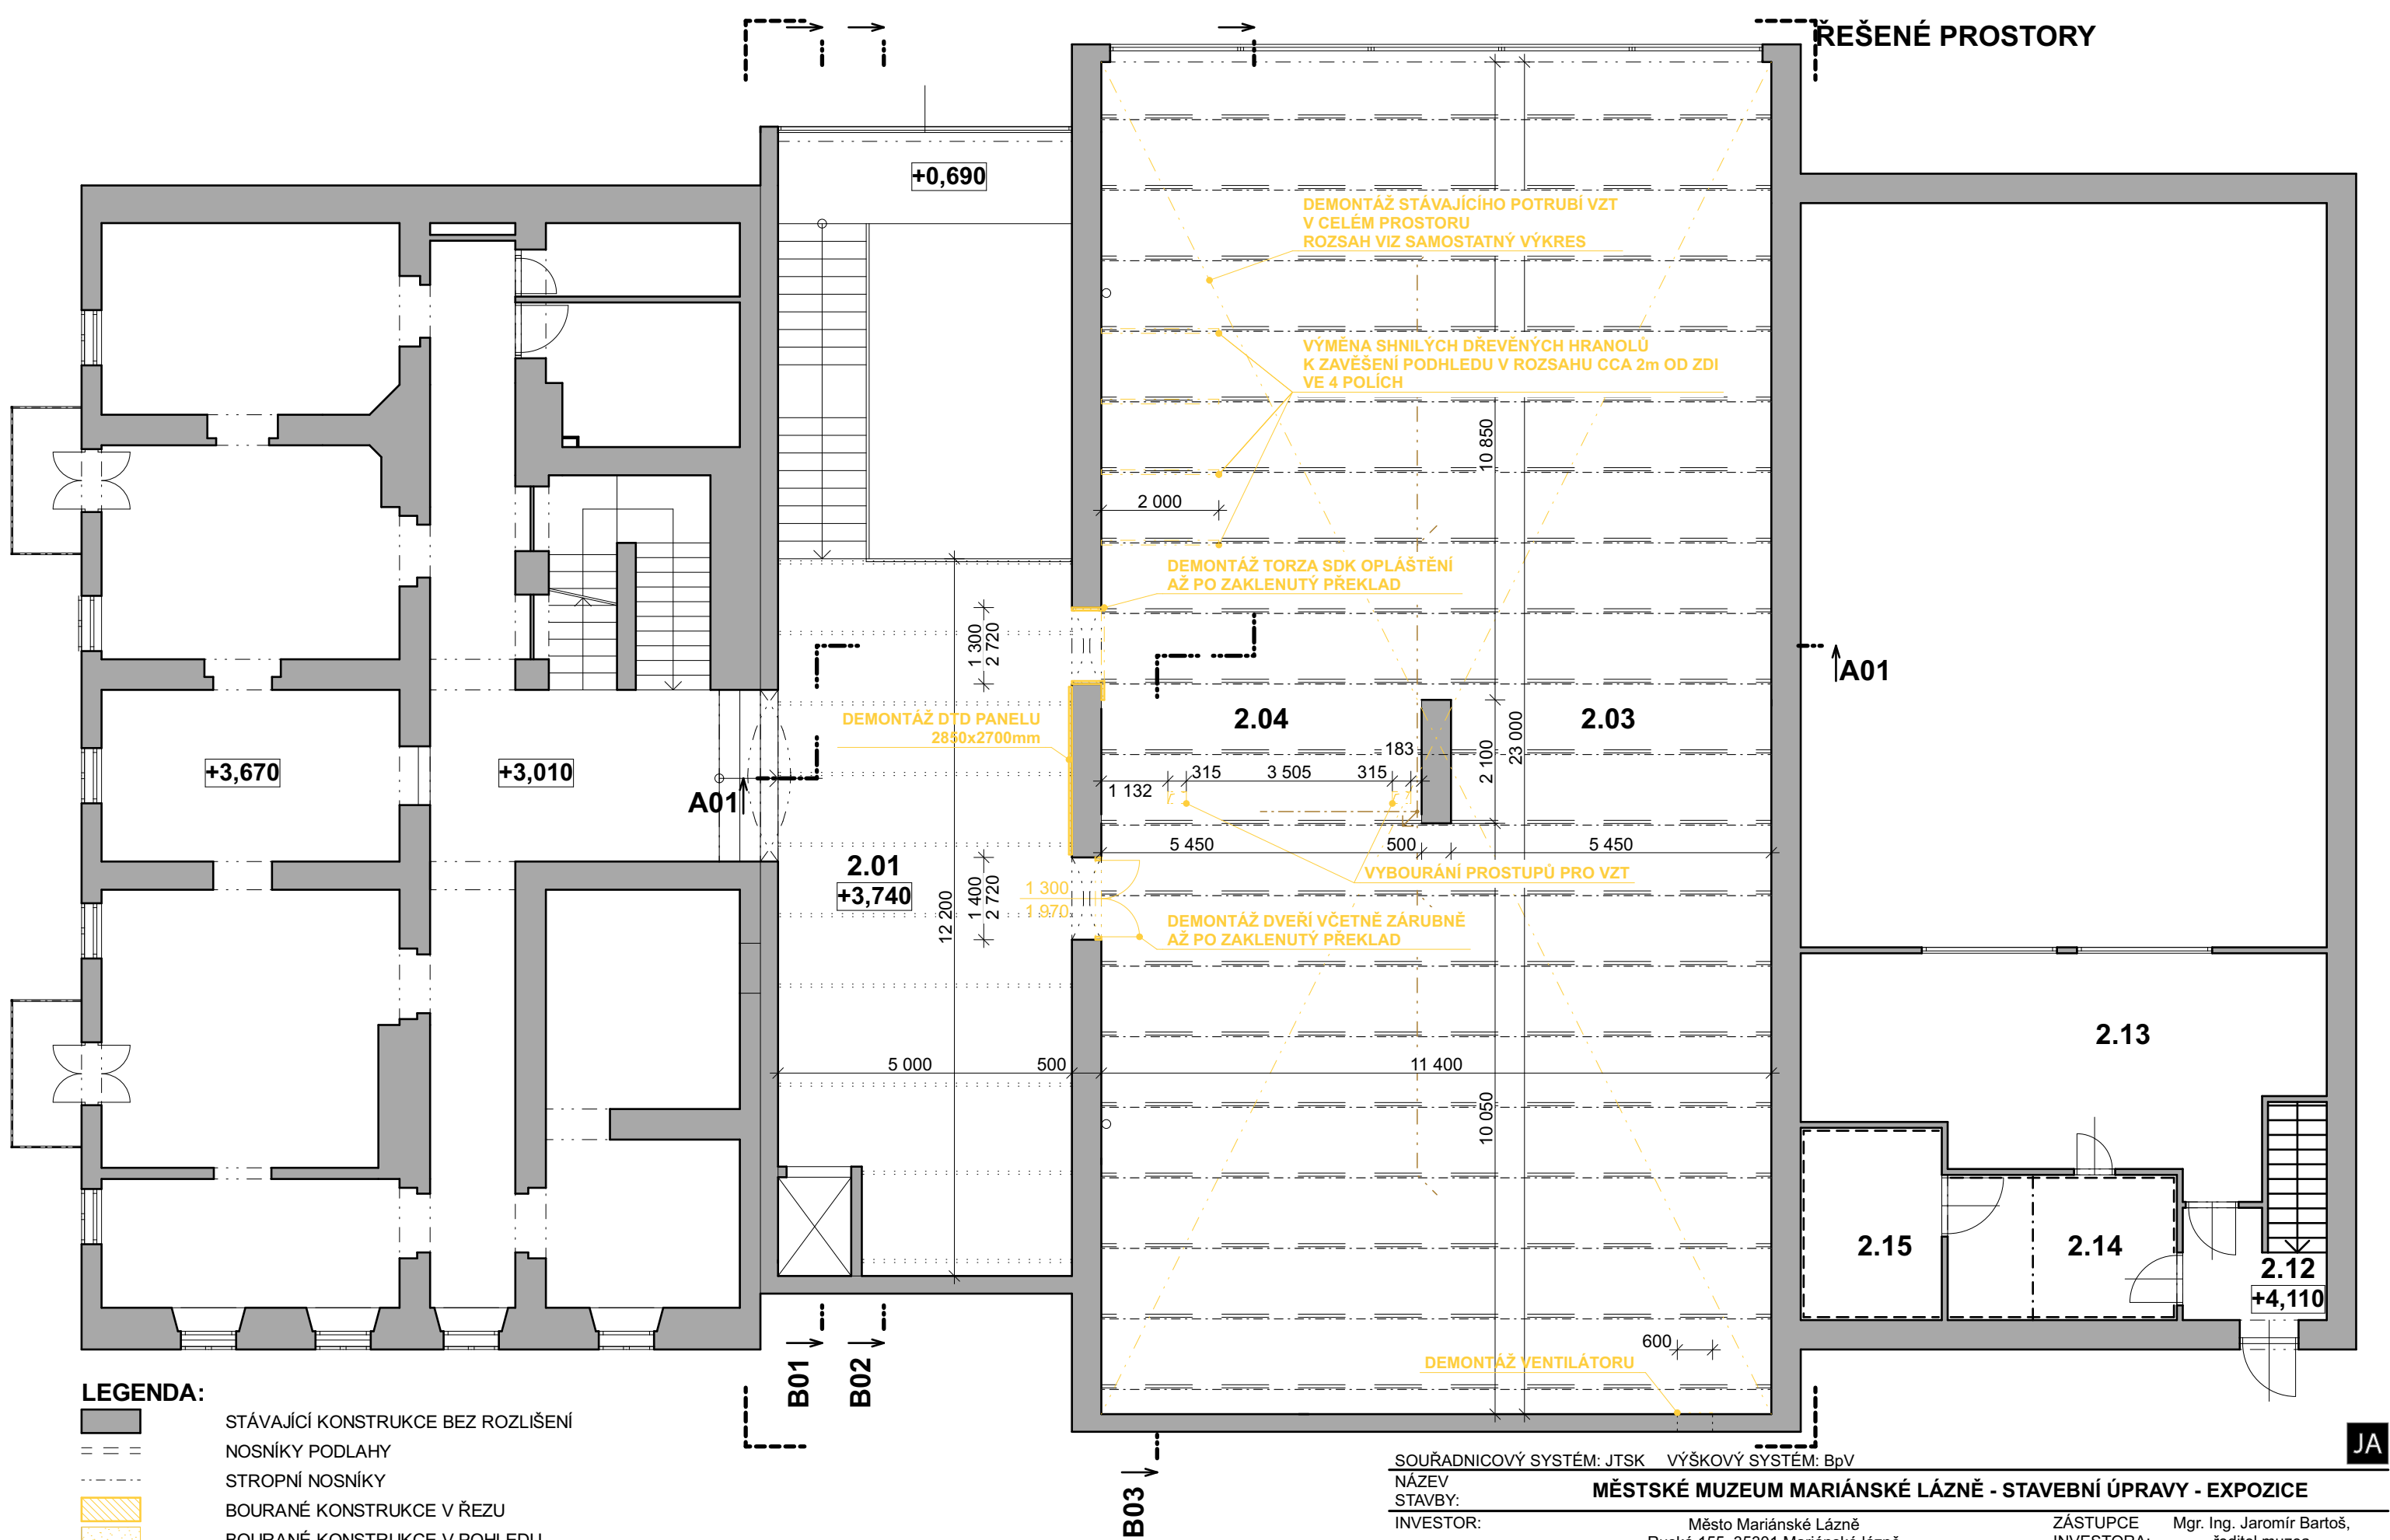 ŘEŠENÉ PROSTORY
+0,690
DEMONTÁŽ STÁVAJÍCÍHO POTRUBÍ VZT
V CELÉM PROSTORU
ROZSAH VIZ SAMOSTATNÝ VÝKRES
VÝMĚNA SHNILÝCH DŘEVĚNÝCH HRANOLŮ
K ZAVĚŠENÍ PODHLEDU V ROZSAHU CCA 2m OD ZDI
VE 4 POLÍCH
10 850
2 000
DEMONTÁŽ TORZA SDK OPLÁŠTĚNÍ
AŽ PO ZAKLENUTÝ PŘEKLAD
1 300
2 720
A01
DEMONTÁŽ DTD PANELU
2850x2700mm
2.04
2.03
183
2 100
23 000
+3,670
+3,010
315
3 505
315
1 132
A01
5 450
500
5 450
2.01
+3,740
VYBOURÁNÍ PROSTUPŮ PRO VZT
12 200
1 400
2 720
1 300
1 970
DEMONTÁŽ DVEŘÍ VČETNĚ ZÁRUBNĚ
AŽ PO ZAKLENUTÝ PŘEKLAD
2.13
5 000
500
11 400
10 050
2.15
2.14
2.12
+4,110
600
DEMONTÁŽ VENTILÁTORU
B01
B02
B03
LEGENDA:
STÁVAJÍCÍ KONSTRUKCE BEZ ROZLIŠENÍ
NOSNÍKY PODLAHY
STROPNÍ NOSNÍKY
BOURANÉ KONSTRUKCE V ŘEZU
BOURANÉ KONSTRUKCE V POHLEDU
JA
SOUŘADNICOVÝ SYSTÉM: JTSK VÝŠKOVÝ SYSTÉM: BpV
NÁZEV
STAVBY:
MĚSTSKÉ MUZEUM MARIÁNSKÉ LÁZNĚ - STAVEBNÍ ÚPRAVY - EXPOZICE
INVESTOR:
Město Mariánské Lázně
ZÁSTUPCE
INVESTORA:
Mgr. Ing. Jaromír Bartoš,
ředitel muzea